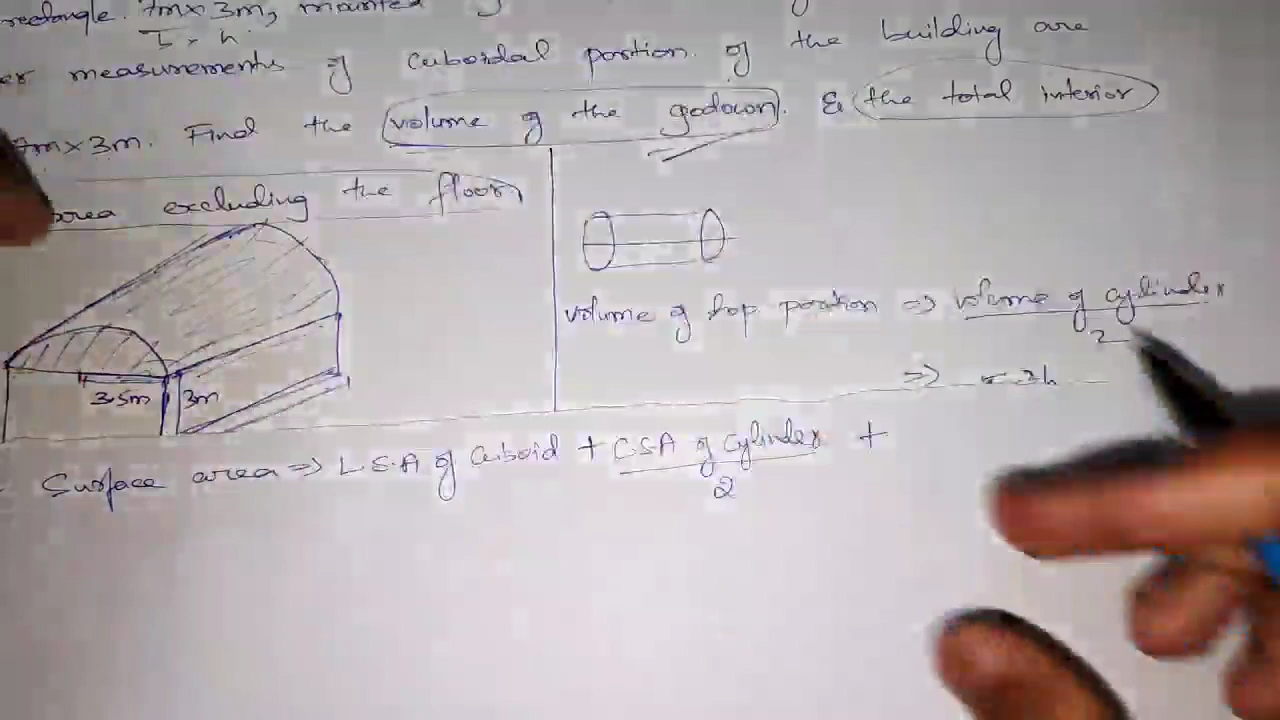 rectangle. 7m×3m, mounted
I, h.
er measurements of cuboidal portion of the building are
7m×3m. Find the volume of the godown. & the total interior
area excluding the floor
volume of top portion => volume of cylinder
2
3.5m 3m
=>
Surface area => L.S.A of cuboid + C.S.A of cylinder +
2